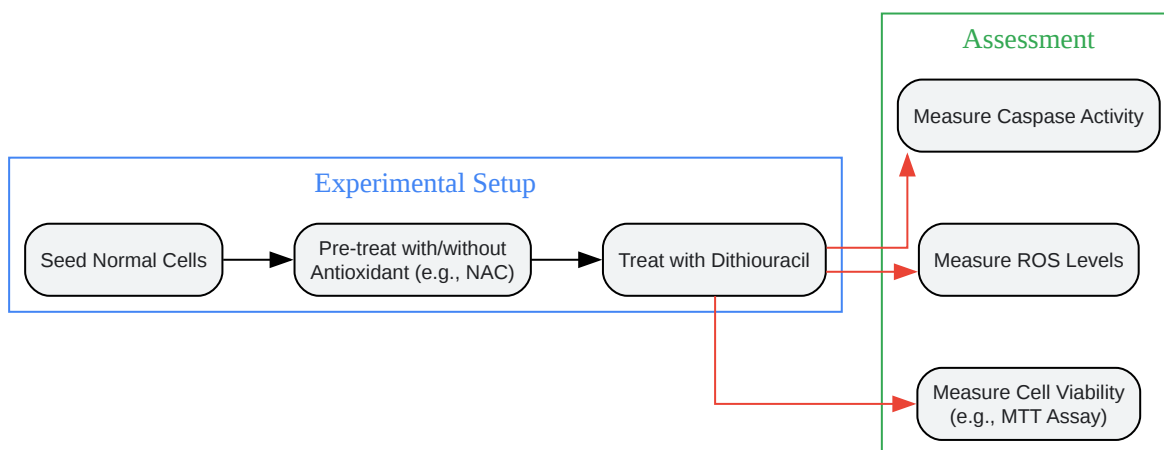 Experimental Setup
Seed Normal Cells
Pre-treat with/without
Antioxidant (e.g., NAC)
Treat with Dithiouracil
Assessment
Measure Caspase Activity
Measure ROS Levels
Measure Cell Viability
(e.g., MTT Assay)